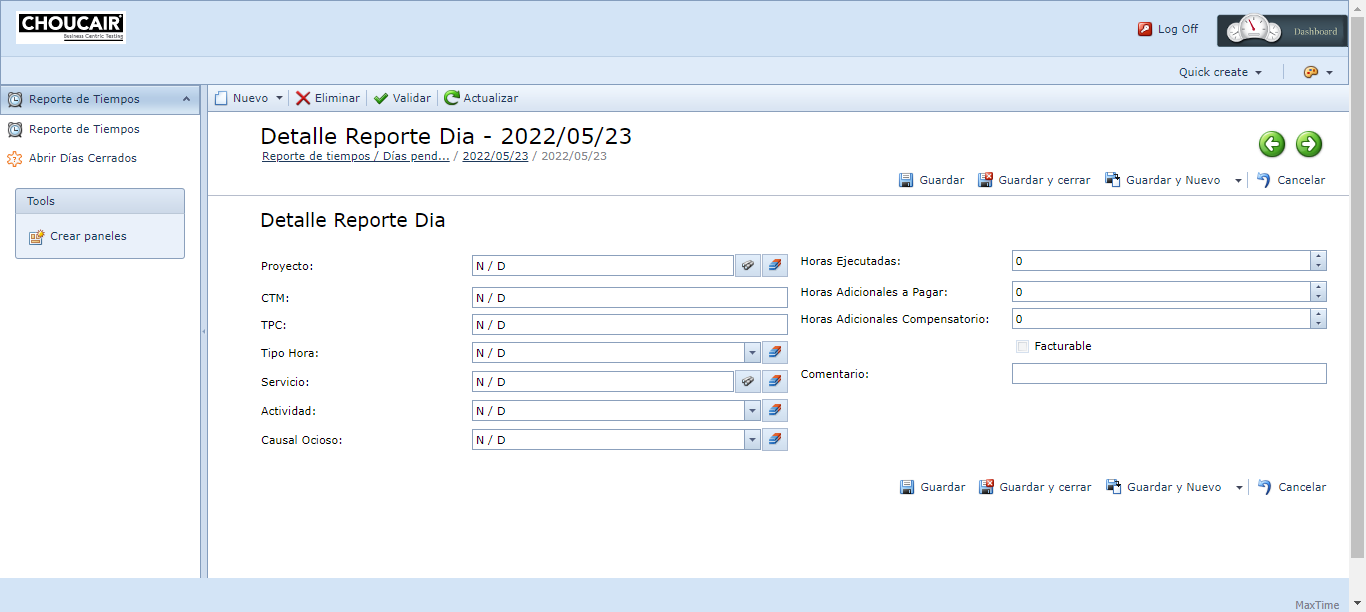 CHOUCAIR
Business Centric Testing
Log Off
Dashboard
Quick create
Reporte de Tiempos
Reporte de Tiempos
Abrir Días Cerrados
Tools
Crear paneles
Nuevo Eliminar Validar Actualizar
Detalle Reporte Dia - 2022/05/23
Reporte de tiempos / Días pend... / 2022/05/23 / 2022/05/23
Guardar Guardar y cerrar Guardar y Nuevo Cancelar
Detalle Reporte Dia
Proyecto: N / D
CTM: N / D
TPC: N / D
Tipo Hora: N / D
Servicio: N / D
Actividad: N / D
Causal Ocioso: N / D
Horas Ejecutadas: 0
Horas Adicionales a Pagar: 0
Horas Adicionales Compensatorio: 0
Facturable
Comentario:
Guardar Guardar y cerrar Guardar y Nuevo Cancelar
MaxTime